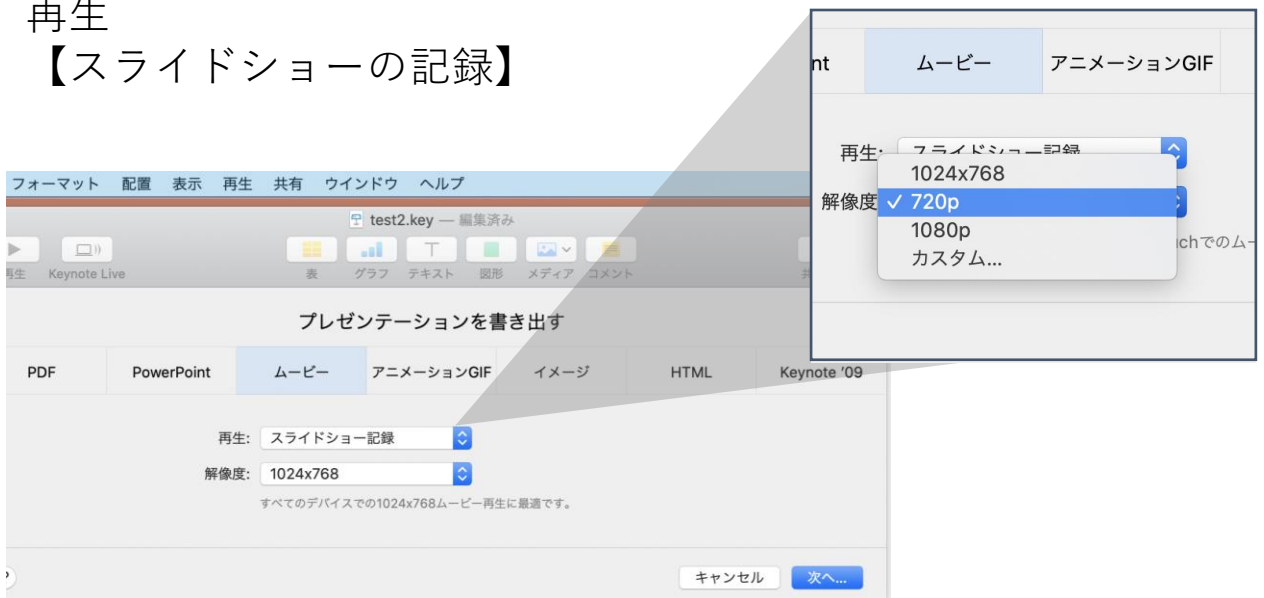 再生
【スライドショーの記録】
ムービー アニメーションGIF
再生: スライドショー記録
1024x768
解像度 ✓ 720p
1080p
カスタム...
フォーマット 配置 表示 再生 共有 ウインドウ ヘルプ
test2.key — 編集済み
Keynote Live 表 グラフ テキスト 図形 メディア コメント
プレゼンテーションを書き出す
PDF PowerPoint ムービー アニメーションGIF イメージ HTML Keynote '09
再生: スライドショー記録
解像度: 1024x768
すべてのデバイスでの1024x768ムービー再生に最適です。
キャンセル 次へ...